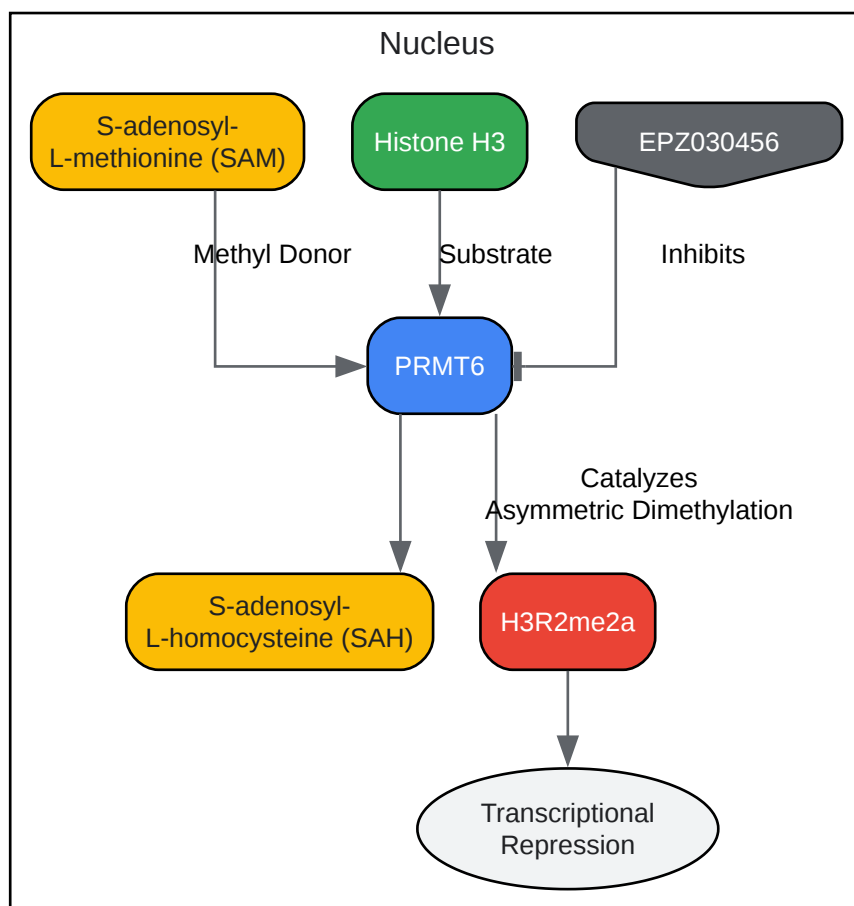 Nucleus
S-adenosyl-
L-methionine (SAM)
Histone H3
EPZ030456
Methyl Donor
Substrate
Inhibits
PRMT6
Catalyzes
Asymmetric Dimethylation
S-adenosyl-
L-homocysteine (SAH)
H3R2me2a
Transcriptional
Repression